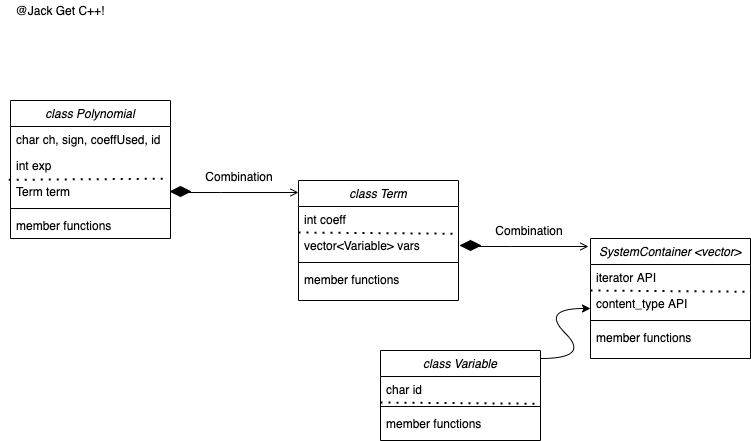 @Jack Get C++!
class Polynomial
char ch, sign, coeffUsed, id
int exp
Term term
member functions
Combination
class Term
int coeff
vector<Variable> vars
member functions
Combination
SystemContainer <vector>
iterator API
content_type API
member functions
class Variable
char id
member functions